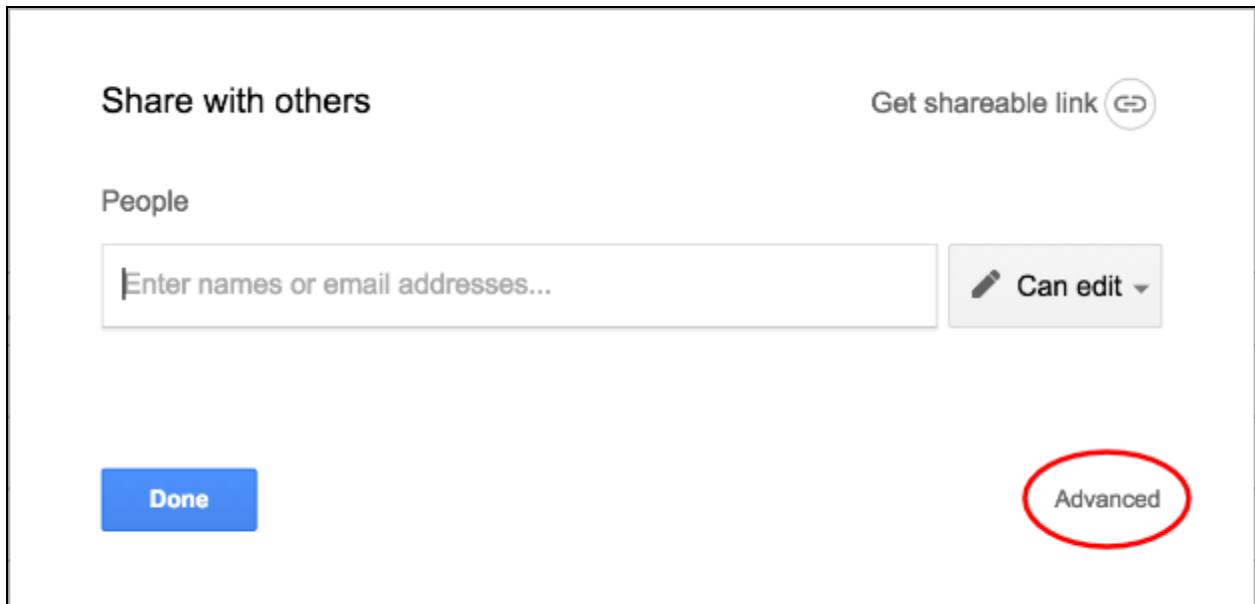 Share with others
Get shareable link
People
Enter names or email addresses...
Can edit
Done
Advanced